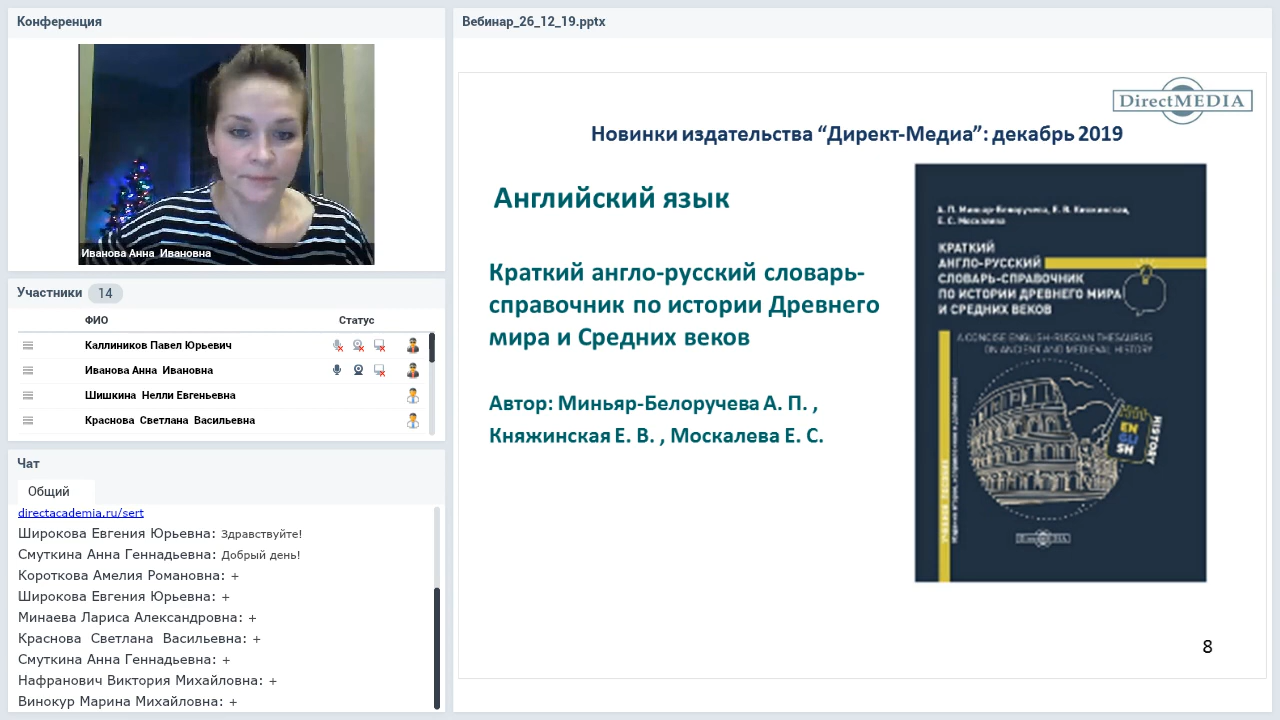 Конференция
Иванова Анна Ивановна
Участники 14
ФИО Статус
Каллиников Павел Юрьевич
Иванова Анна Ивановна
Шишкина Нелли Евгеньевна
Краснова Светлана Васильевна
Чат
Общий
directacademia.ru/sert
Широкова Евгения Юрьевна: Здравствуйте!
Смуткина Анна Геннадьевна: Добрый день!
Короткова Амелия Романовна: +
Широкова Евгения Юрьевна: +
Минаева Лариса Александровна: +
Краснова Светлана Васильевна: +
Смуткина Анна Геннадьевна: +
Нафранович Виктория Михайловна: +
Винокур Марина Михайловна: +
Вебинар_26_12_19.pptx
DirectMEDIA
Новинки издательства “Директ-Медиа”: декабрь 2019
Английский язык
Краткий англо-русский словарь-
справочник по истории Древнего
мира и Средних веков
Автор: Миньяр-Белоручева А. П. ,
Княжинская Е. В. , Москалева Е. С.
А. П. Миньяр-Белоручева, Е. В. Княжинская,
Е. С. Москалева
КРАТКИЙ
АНГЛО-РУССКИЙ
СЛОВАРЬ-СПРАВОЧНИК
ПО ИСТОРИИ ДРЕВНЕГО МИРА
И СРЕДНИХ ВЕКОВ
A CONCISE ENGLISH-RUSSIAN THESAURUS
ON ANCIENT AND MEDIEVAL HISTORY
ENGLISH
HISTORY
8